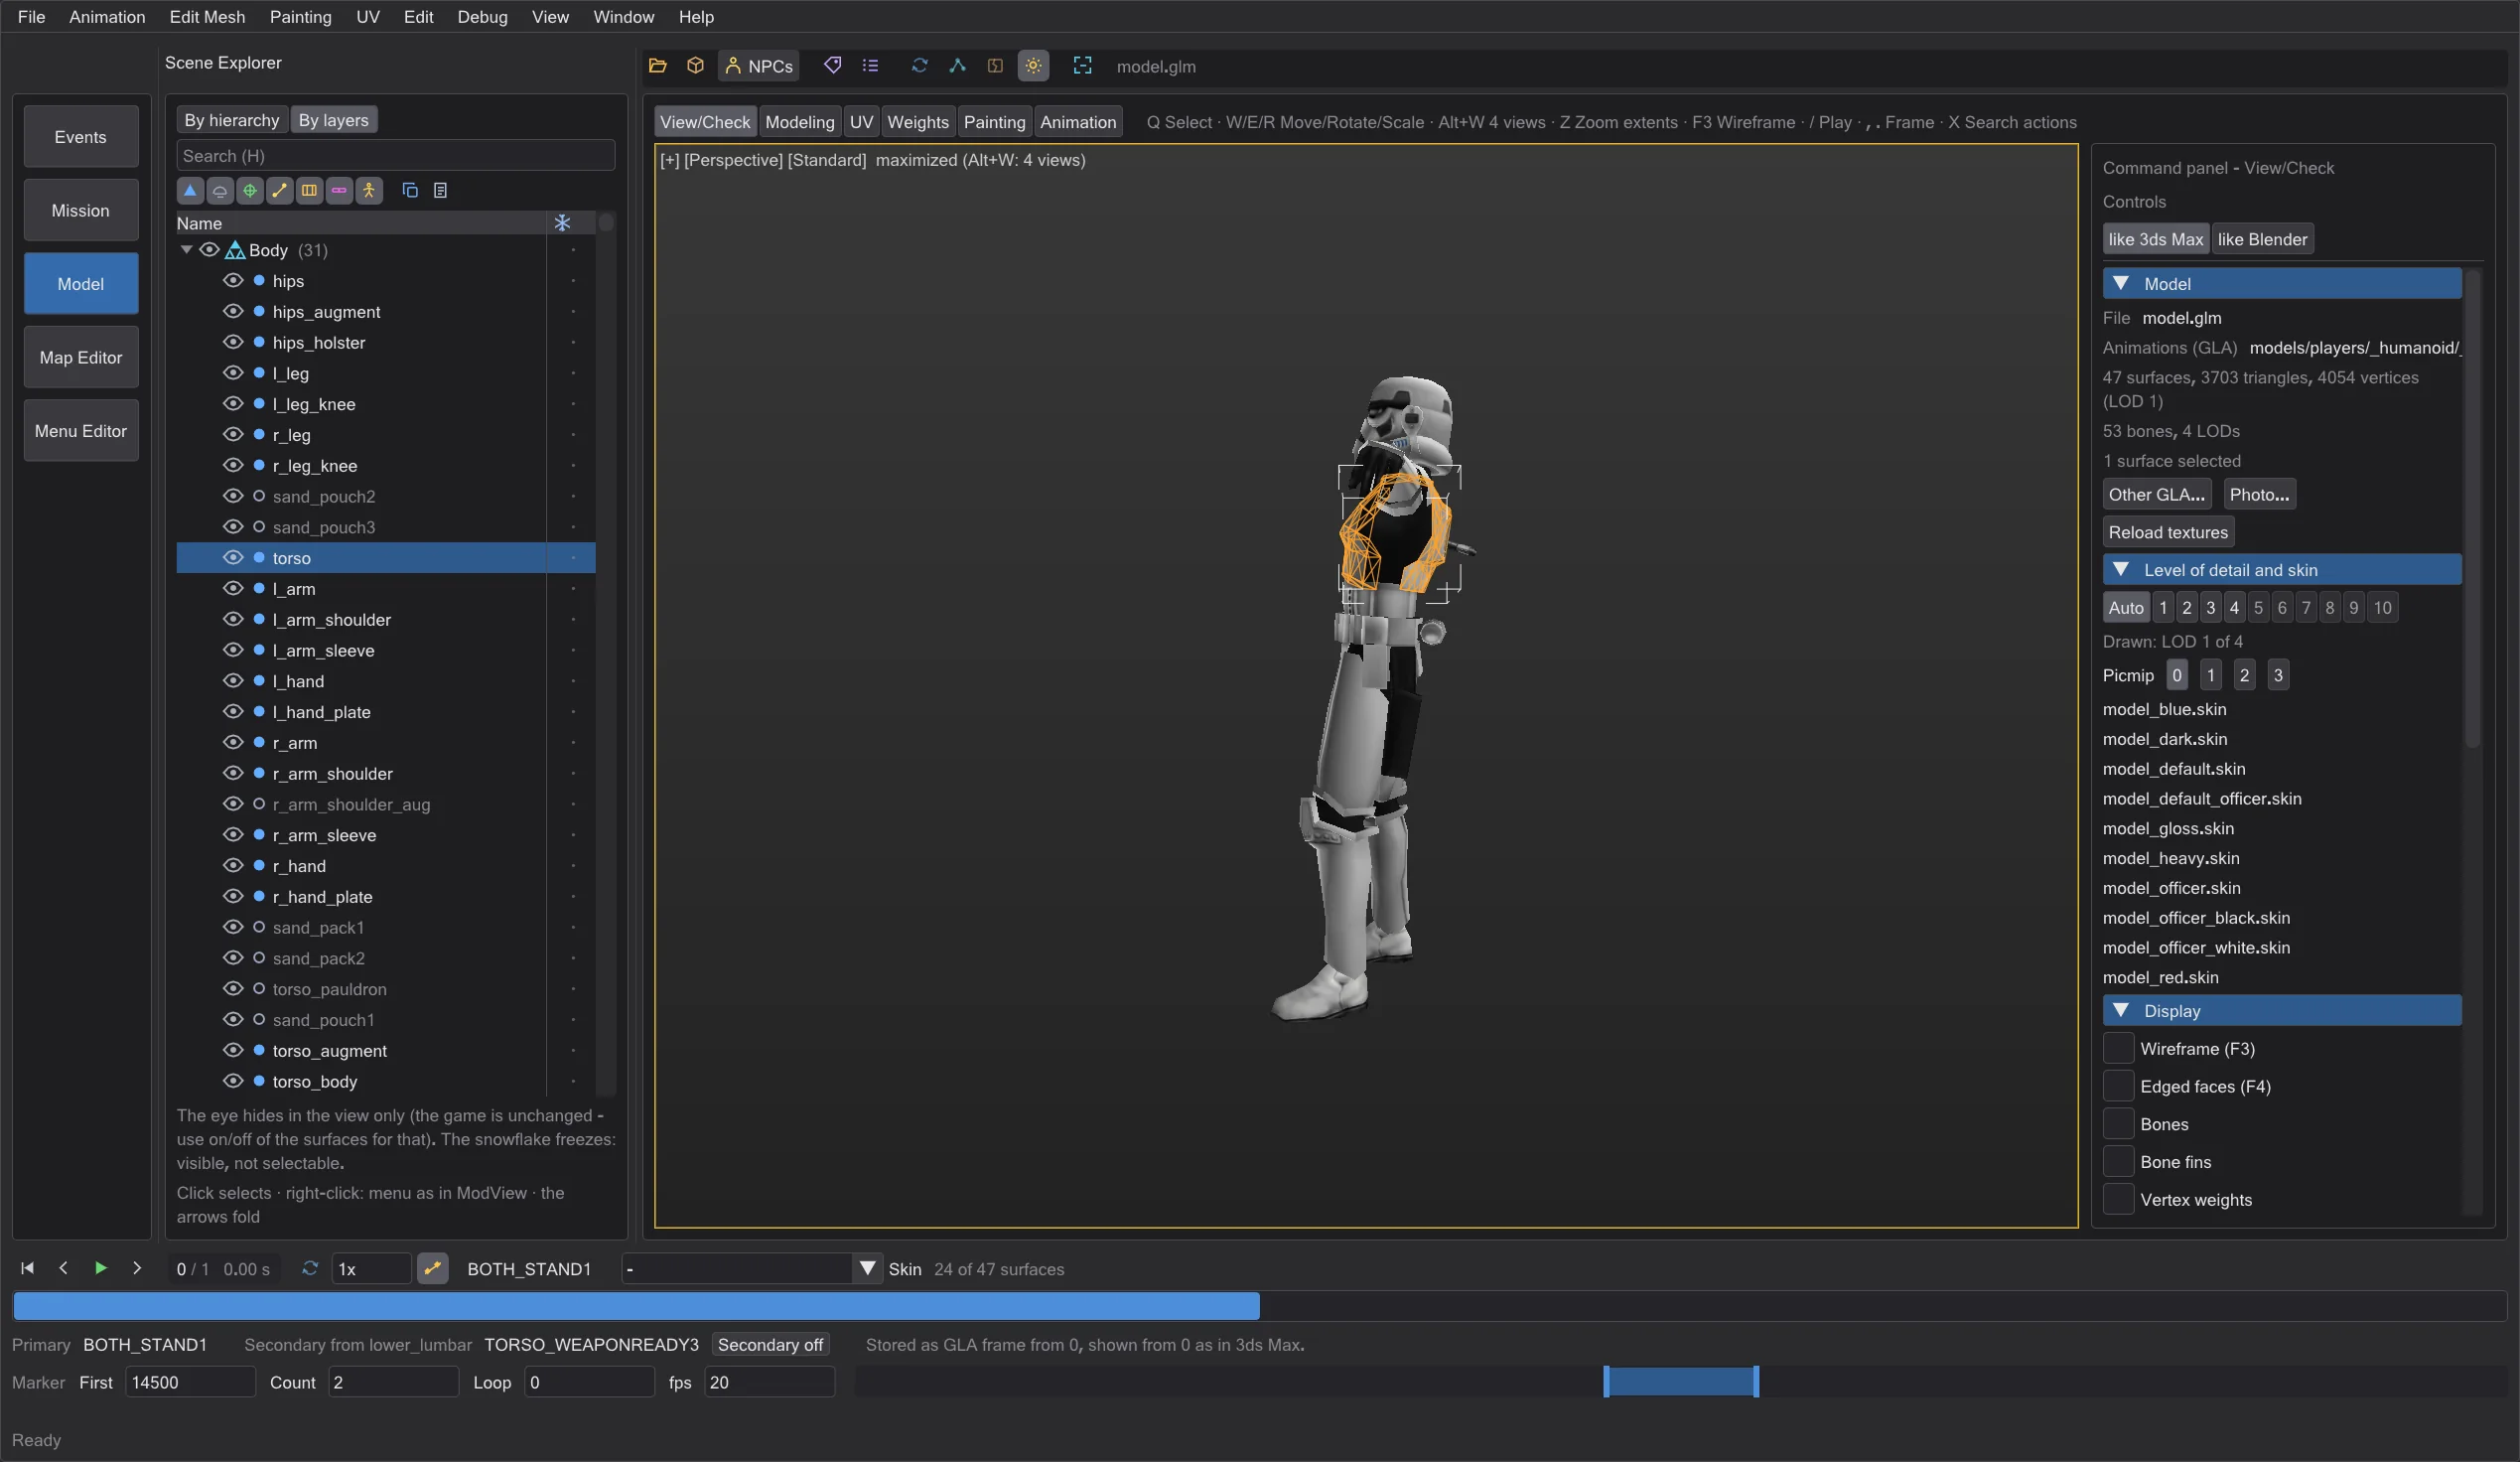 File Animation Edit Mesh Painting UV Edit Debug View Window Help
Scene Explorer
NPCs model.glm
Events
Mission
Model
Map Editor
Menu Editor
By hierarchy By layers
Search (H)
Name
Body (31)
hips
hips_augment
hips_holster
l_leg
l_leg_knee
r_leg
r_leg_knee
sand_pouch2
sand_pouch3
torso
l_arm
l_arm_shoulder
l_arm_sleeve
l_hand
l_hand_plate
r_arm
r_arm_shoulder
r_arm_shoulder_aug
r_arm_sleeve
r_hand
r_hand_plate
sand_pack1
sand_pack2
torso_pauldron
sand_pouch1
torso_augment
torso_body
The eye hides in the view only (the game is unchanged -
use on/off of the surfaces for that). The snowflake freezes:
visible, not selectable.
Click selects · right-click: menu as in ModView · the
arrows fold
View/Check Modeling UV Weights Painting Animation Q Select · W/E/R Move/Rotate/Scale · Alt+W 4 views · Z Zoom extents · F3 Wireframe · / Play · , . Frame · X Search actions
[+] [Perspective] [Standard] maximized (Alt+W: 4 views)
Command panel - View/Check
Controls
like 3ds Max like Blender
Model
File model.glm
Animations (GLA) models/players/_humanoid/_
47 surfaces, 3703 triangles, 4054 vertices
(LOD 1)
53 bones, 4 LODs
1 surface selected
Other GLA... Photo...
Reload textures
Level of detail and skin
Auto 1 2 3 4 5 6 7 8 9 10
Drawn: LOD 1 of 4
Picmip 0 1 2 3
model_blue.skin
model_dark.skin
model_default.skin
model_default_officer.skin
model_gloss.skin
model_heavy.skin
model_officer.skin
model_officer_black.skin
model_officer_white.skin
model_red.skin
Display
Wireframe (F3)
Edged faces (F4)
Bones
Bone fins
Vertex weights
0 / 1 0.00 s 1x BOTH_STAND1 - Skin 24 of 47 surfaces
Primary BOTH_STAND1 Secondary from lower_lumbar TORSO_WEAPONREADY3 Secondary off Stored as GLA frame from 0, shown from 0 as in 3ds Max.
Marker First 14500 Count 2 Loop 0 fps 20
Ready